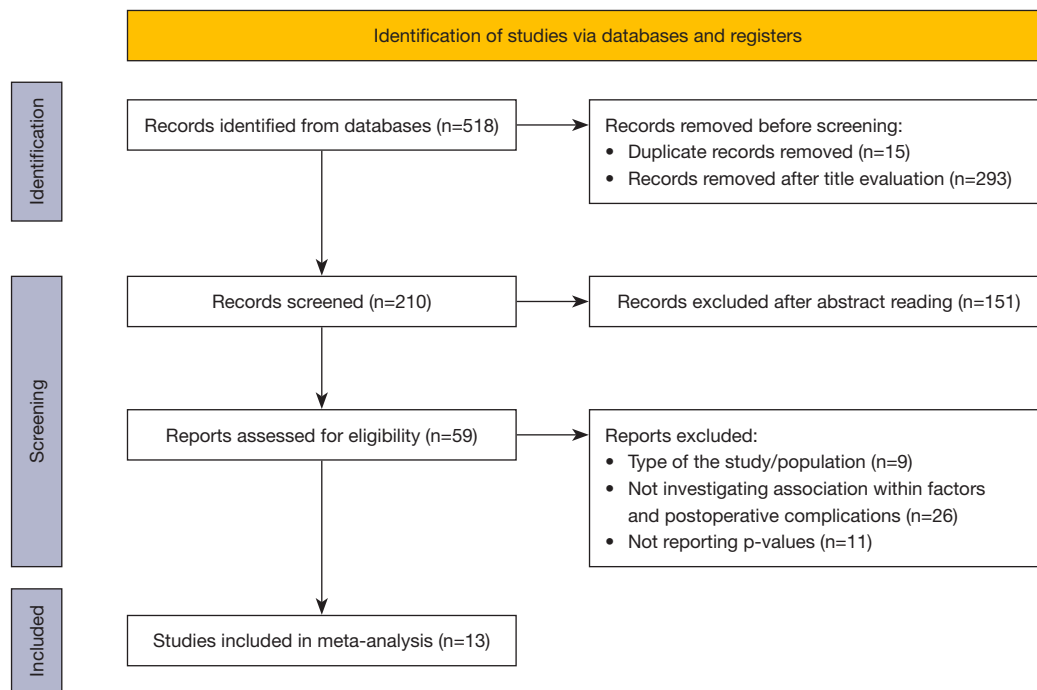 Identification of studies via databases and registers
Identification
Records identified from databases (n=518)
Records removed before screening:
• Duplicate records removed (n=15)
• Records removed after title evaluation (n=293)
Screening
Records screened (n=210)
Records excluded after abstract reading (n=151)
Reports assessed for eligibility (n=59)
Reports excluded:
• Type of the study/population (n=9)
• Not investigating association within factors
and postoperative complications (n=26)
• Not reporting p-values (n=11)
Included
Studies included in meta-analysis (n=13)